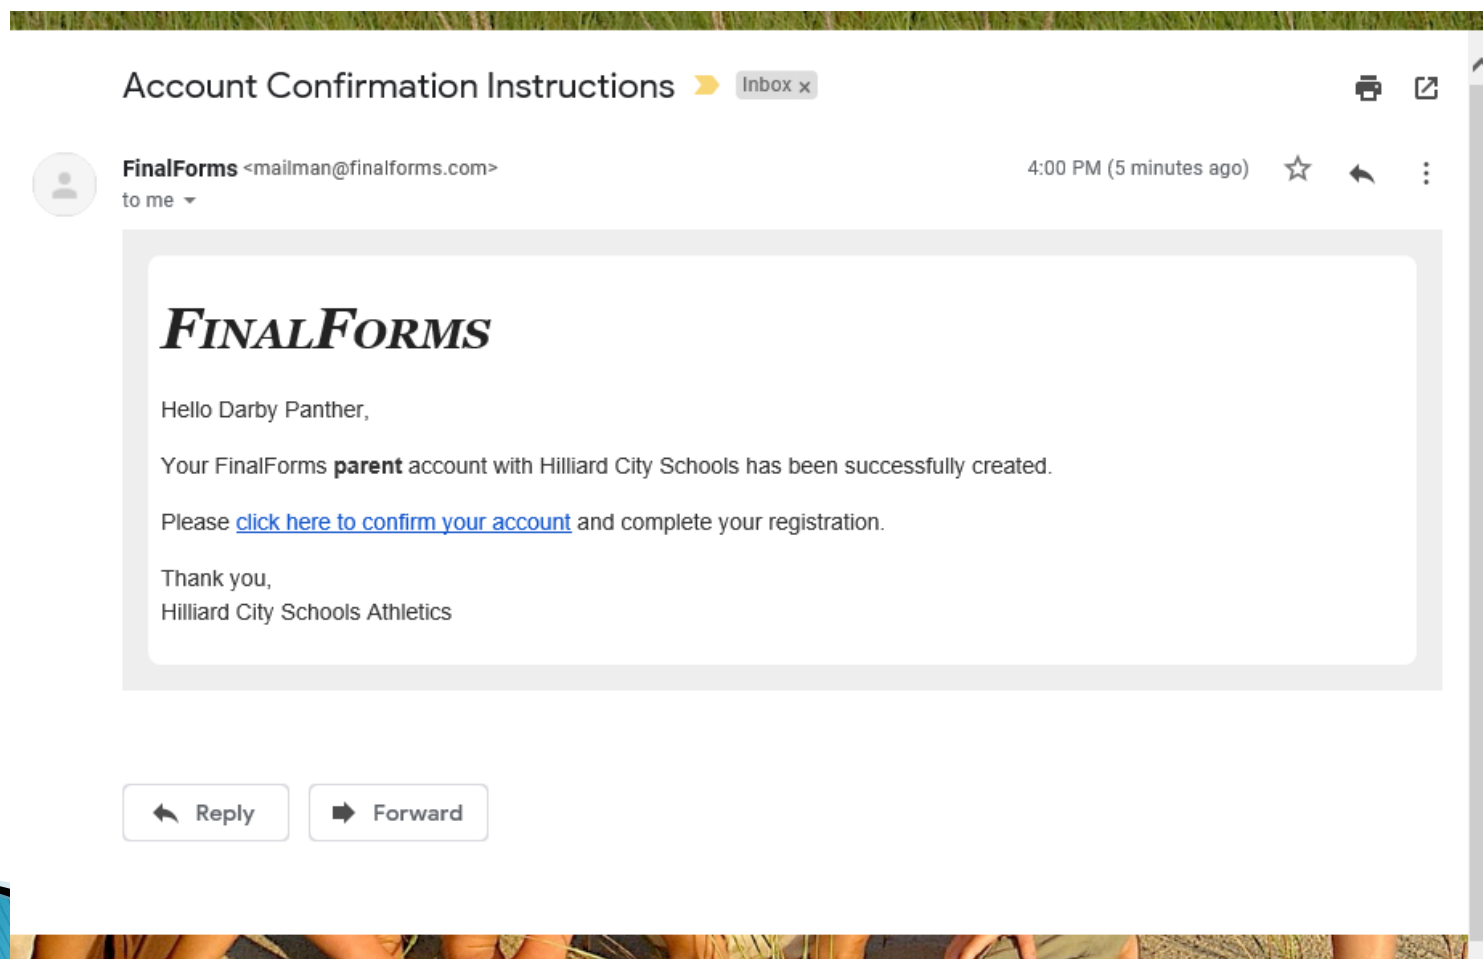 Account Confirmation Instructions Inbox x
FinalForms <mailman@finalforms.com> 4:00 PM (5 minutes ago)
to me
FINALFORMS
Hello Darby Panther,
Your FinalForms parent account with Hilliard City Schools has been successfully created.
Please click here to confirm your account and complete your registration.
Thank you,
Hilliard City Schools Athletics
Reply Forward